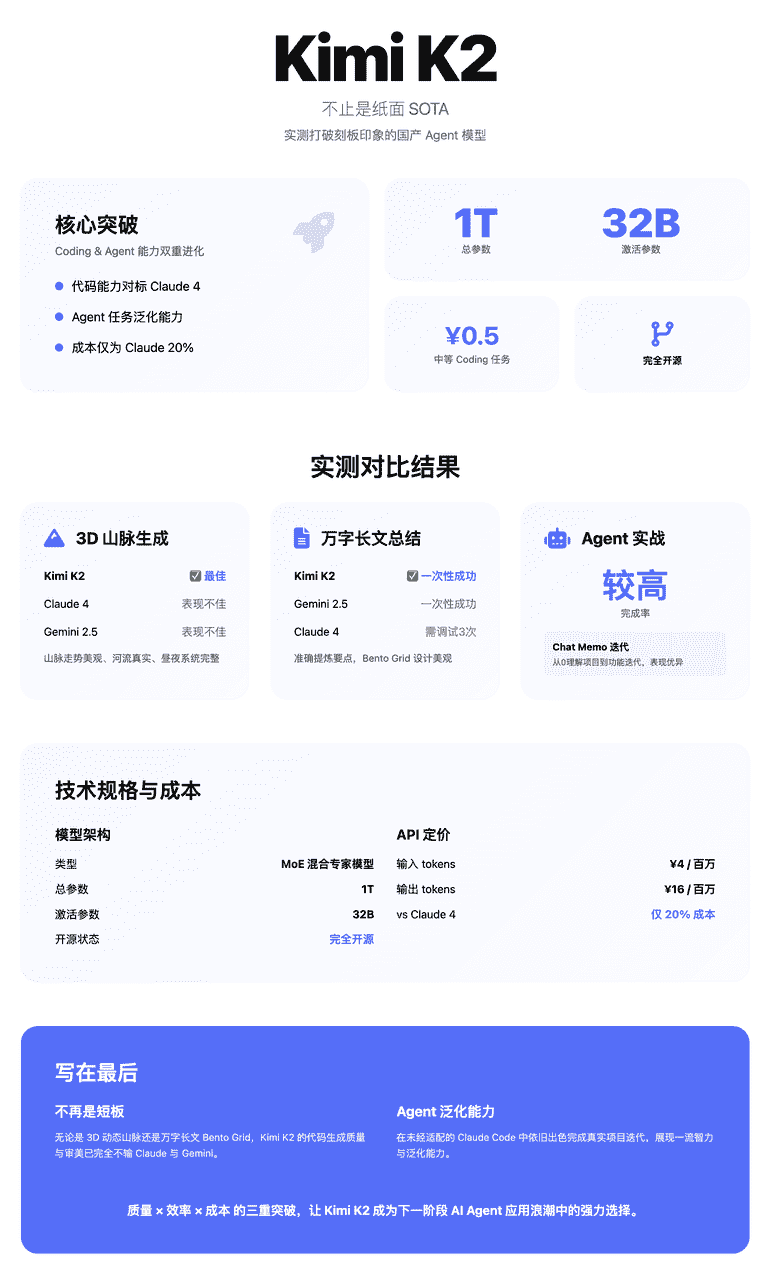 Kimi K2
不止是纸面 SOTA
实测打破刻板印象的国产 Agent 模型
核心突破
Coding & Agent 能力双重进化
代码能力对标 Claude 4
Agent 任务泛化能力
成本仅为 Claude 20%
1T
总参数
32B
激活参数
¥0.5
中等 Coding 任务
完全开源
实测对比结果
3D 山脉生成
Kimi K2 ☑ 最佳
Claude 4 表现不佳
Gemini 2.5 表现不佳
山脉走势美观、河流真实、昼夜系统完整
万字长文总结
Kimi K2 ☑ 一次性成功
Gemini 2.5 一次性成功
Claude 4 需调试3次
准确提炼要点，Bento Grid 设计美观
Agent 实战
较高
完成率
Chat Memo 迭代
从0理解项目到功能迭代，表现优异
技术规格与成本
模型架构
类型 MoE 混合专家模型
总参数 1T
激活参数 32B
开源状态 完全开源
API 定价
输入 tokens ¥4 / 百万
输出 tokens ¥16 / 百万
vs Claude 4 仅 20% 成本
写在最后
不再是短板
无论是 3D 动态山脉还是万字长文 Bento Grid，Kimi K2 的代码生成质量
与审美已完全不输 Claude 与 Gemini。
Agent 泛化能力
在未经适配的 Claude Code 中依旧出色完成真实项目迭代，展现一流智力
与泛化能力。
质量 × 效率 × 成本 的三重突破，让 Kimi K2 成为下一阶段 AI Agent 应用浪潮中的强力选择。